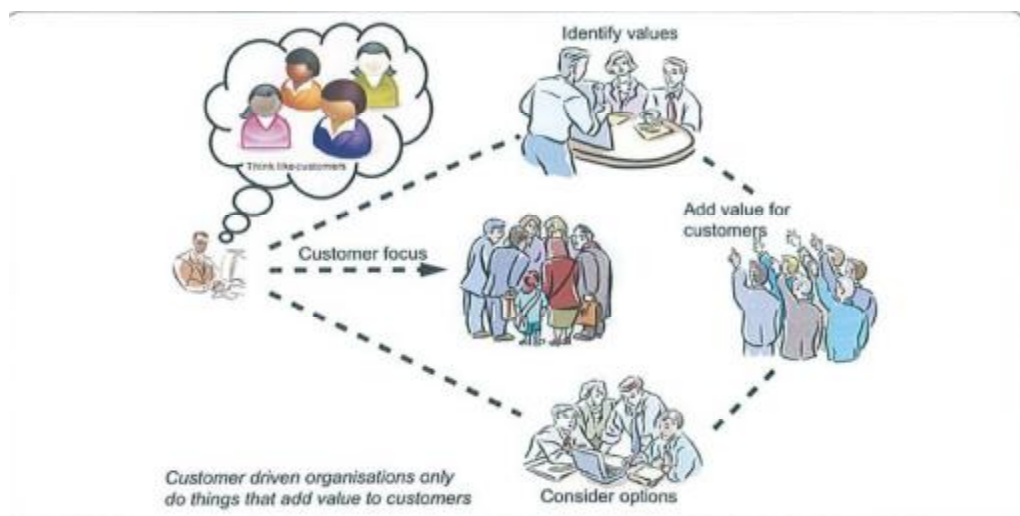 Identify values
Think like customers
Add value for
customers
Customer focus
Customer driven organisations only
do things that add value to customers
Consider options